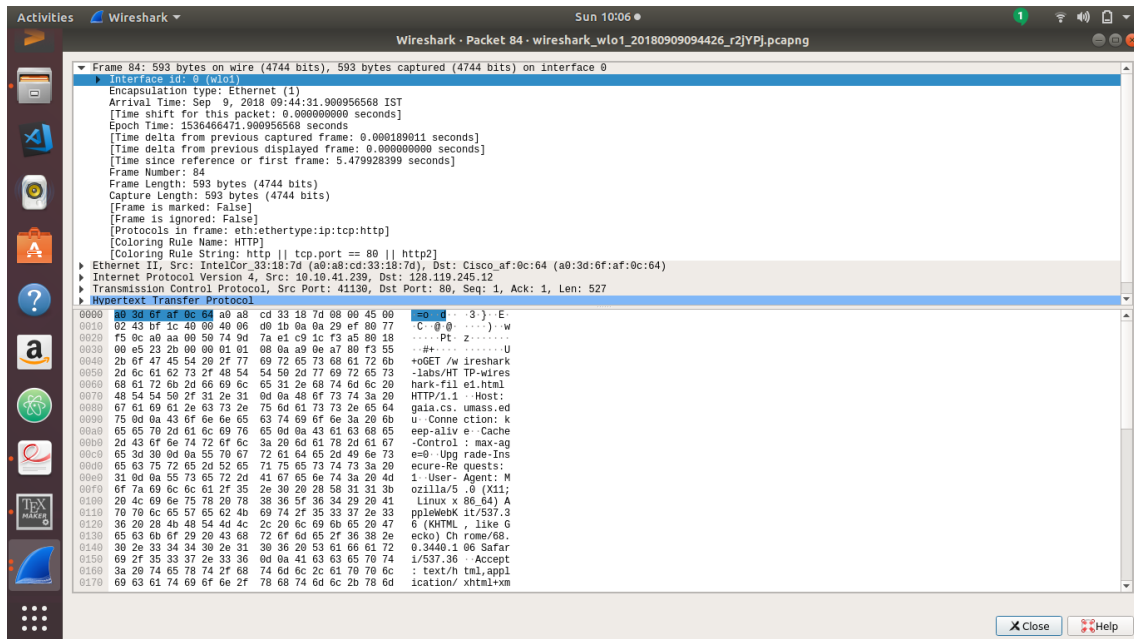 Activities Wireshark Sun 10:06 1
Wireshark · Packet 84 · wireshark_wlo1_20180909094426_r2jYPj.pcapng
Frame 84: 593 bytes on wire (4744 bits), 593 bytes captured (4744 bits) on interface 0
Interface id: 0 (wlo1)
Encapsulation type: Ethernet (1)
Arrival Time: Sep  9, 2018 09:44:31.900956568 IST
[Time shift for this packet: 0.000000000 seconds]
Epoch Time: 1536466471.900956568 seconds
[Time delta from previous captured frame: 0.000189011 seconds]
[Time delta from previous displayed frame: 0.000000000 seconds]
[Time since reference or first frame: 5.479928399 seconds]
Frame Number: 84
Frame Length: 593 bytes (4744 bits)
Capture Length: 593 bytes (4744 bits)
[Frame is marked: False]
[Frame is ignored: False]
[Protocols in frame: eth:ethertype:ip:tcp:http]
[Coloring Rule Name: HTTP]
[Coloring Rule String: http || tcp.port == 80 || http2]
Ethernet II, Src: IntelCor_33:18:7d (a0:a8:cd:33:18:7d), Dst: Cisco_af:0c:64 (a0:3d:6f:af:0c:64)
Internet Protocol Version 4, Src: 10.10.41.239, Dst: 128.119.245.12
Transmission Control Protocol, Src Port: 41130, Dst Port: 80, Seq: 1, Ack: 1, Len: 527
Hypertext Transfer Protocol
0000 a0 3d 6f af 0c 64 a0 a8 cd 33 18 7d 08 00 45 00 ·=o··d·· ·3·}··E·
0010 02 43 bf 1c 40 00 40 06 d0 1b 0a 0a 29 ef 80 77 ·C··@·@· ····)··w
0020 f5 0c a0 aa 00 50 74 9d 7a e1 c9 1c f3 a5 80 18 ·····Pt· z·······
0030 00 e5 23 2b 00 00 01 01 08 0a a9 0e a7 80 f3 55 ··#+···· ·······U
0040 2b 6f 47 45 54 20 2f 77 69 72 65 73 68 61 72 6b +oGET /w ireshark
0050 2d 6c 61 62 73 2f 48 54 54 50 2d 77 69 72 65 73 -labs/HT TP-wires
0060 68 61 72 6b 2d 66 69 6c 65 31 2e 68 74 6d 6c 20 hark-fil e1.html
0070 48 54 54 50 2f 31 2e 31 0d 0a 48 6f 73 74 3a 20 HTTP/1.1 ··Host:
0080 67 61 69 61 2e 63 73 2e 75 6d 61 73 73 2e 65 64 gaia.cs. umass.ed
0090 75 0d 0a 43 6f 6e 6e 65 63 74 69 6f 6e 3a 20 6b u··Conne ction: k
00a0 65 65 70 2d 61 6c 69 76 65 0d 0a 43 61 63 68 65 eep-aliv e··Cache
00b0 2d 43 6f 6e 74 72 6f 6c 3a 20 6d 61 78 2d 61 67 -Control : max-ag
00c0 65 3d 30 0d 0a 55 70 67 72 61 64 65 2d 49 6e 73 e=0··Upg rade-Ins
00d0 65 63 75 72 65 2d 52 65 71 75 65 73 74 73 3a 20 ecure-Re quests:
00e0 31 0d 0a 55 73 65 72 2d 41 67 65 6e 74 3a 20 4d 1··User- Agent: M
00f0 6f 7a 69 6c 6c 61 2f 35 2e 30 20 28 58 31 31 3b ozilla/5 .0 (X11;
0100 20 4c 69 6e 75 78 20 78 38 36 5f 36 34 29 20 41 Linux x 86_64) A
0110 70 70 6c 65 57 65 62 4b 69 74 2f 35 33 37 2e 33 ppleWebK it/537.3
0120 36 20 28 4b 48 54 4d 4c 2c 20 6c 69 6b 65 20 47 6 (KHTML , like G
0130 65 63 6b 6f 29 20 43 68 72 6f 6d 65 2f 36 38 2e ecko) Ch rome/68.
0140 30 2e 33 34 34 30 2e 31 30 36 20 53 61 66 61 72 0.3440.1 06 Safar
0150 69 2f 35 33 37 2e 33 36 0d 0a 41 63 63 65 70 74 i/537.36 ··Accept
0160 3a 20 74 65 78 74 2f 68 74 6d 6c 2c 61 70 70 6c : text/h tml,appl
0170 69 63 61 74 69 6f 6e 2f 78 68 74 6d 6c 2b 78 6d ication/ xhtml+xm
TEX
MAKER
Close Help